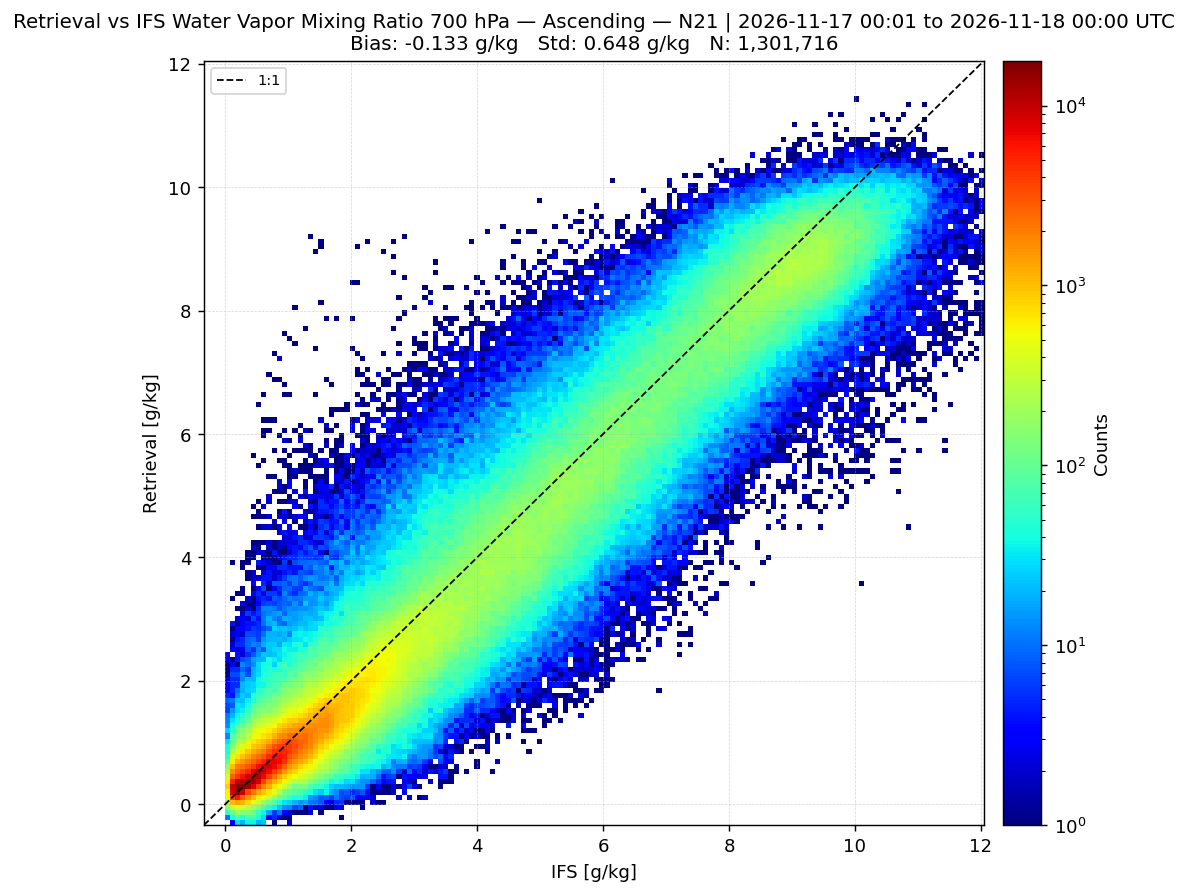 Retrieval vs IFS Water Vapor Mixing Ratio 700 hPa — Ascending — N21 | 2026-11-17 00:01 to 2026-11-18 00:00 UTC
Bias: -0.133 g/kg   Std: 0.648 g/kg   N: 1,301,716
1:1
12
10
8
6
4
2
0
Retrieval [g/kg]
0 2 4 6 8 10 12
IFS [g/kg]
10⁴
10³
10²
10¹
10⁰
Counts